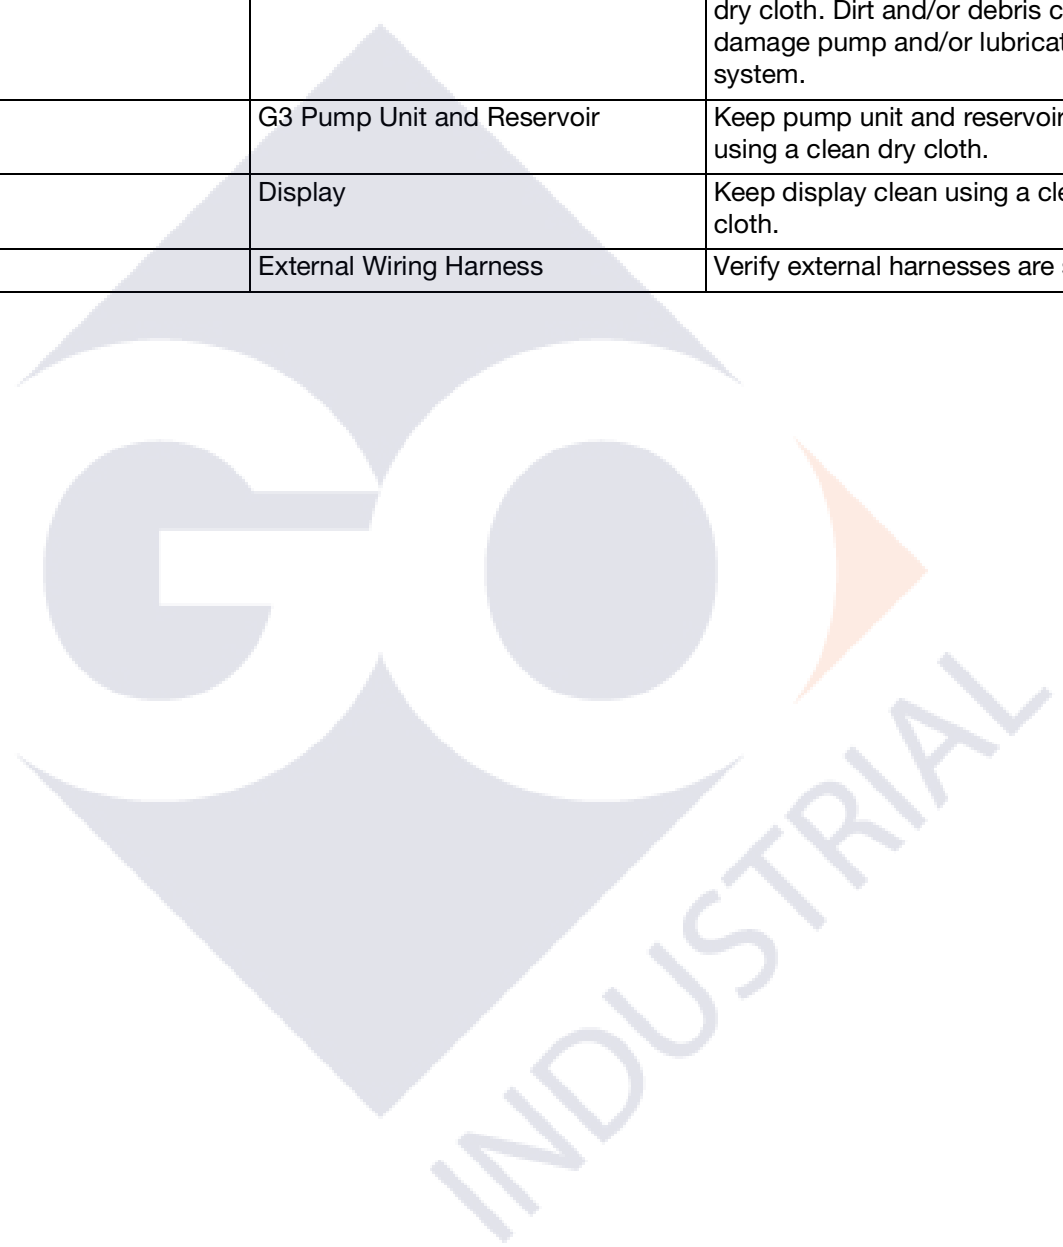 dry cloth. Dirt and/or debris
damage pump and/or
system.
G3 Pump Unit and Reservoir
Keep pump unit and reservoir
using a clean dry cloth.
Display
Keep display clean using a
cloth.
External Wiring Harness
Verify external harnesses are
GO
INDUSTRIAL